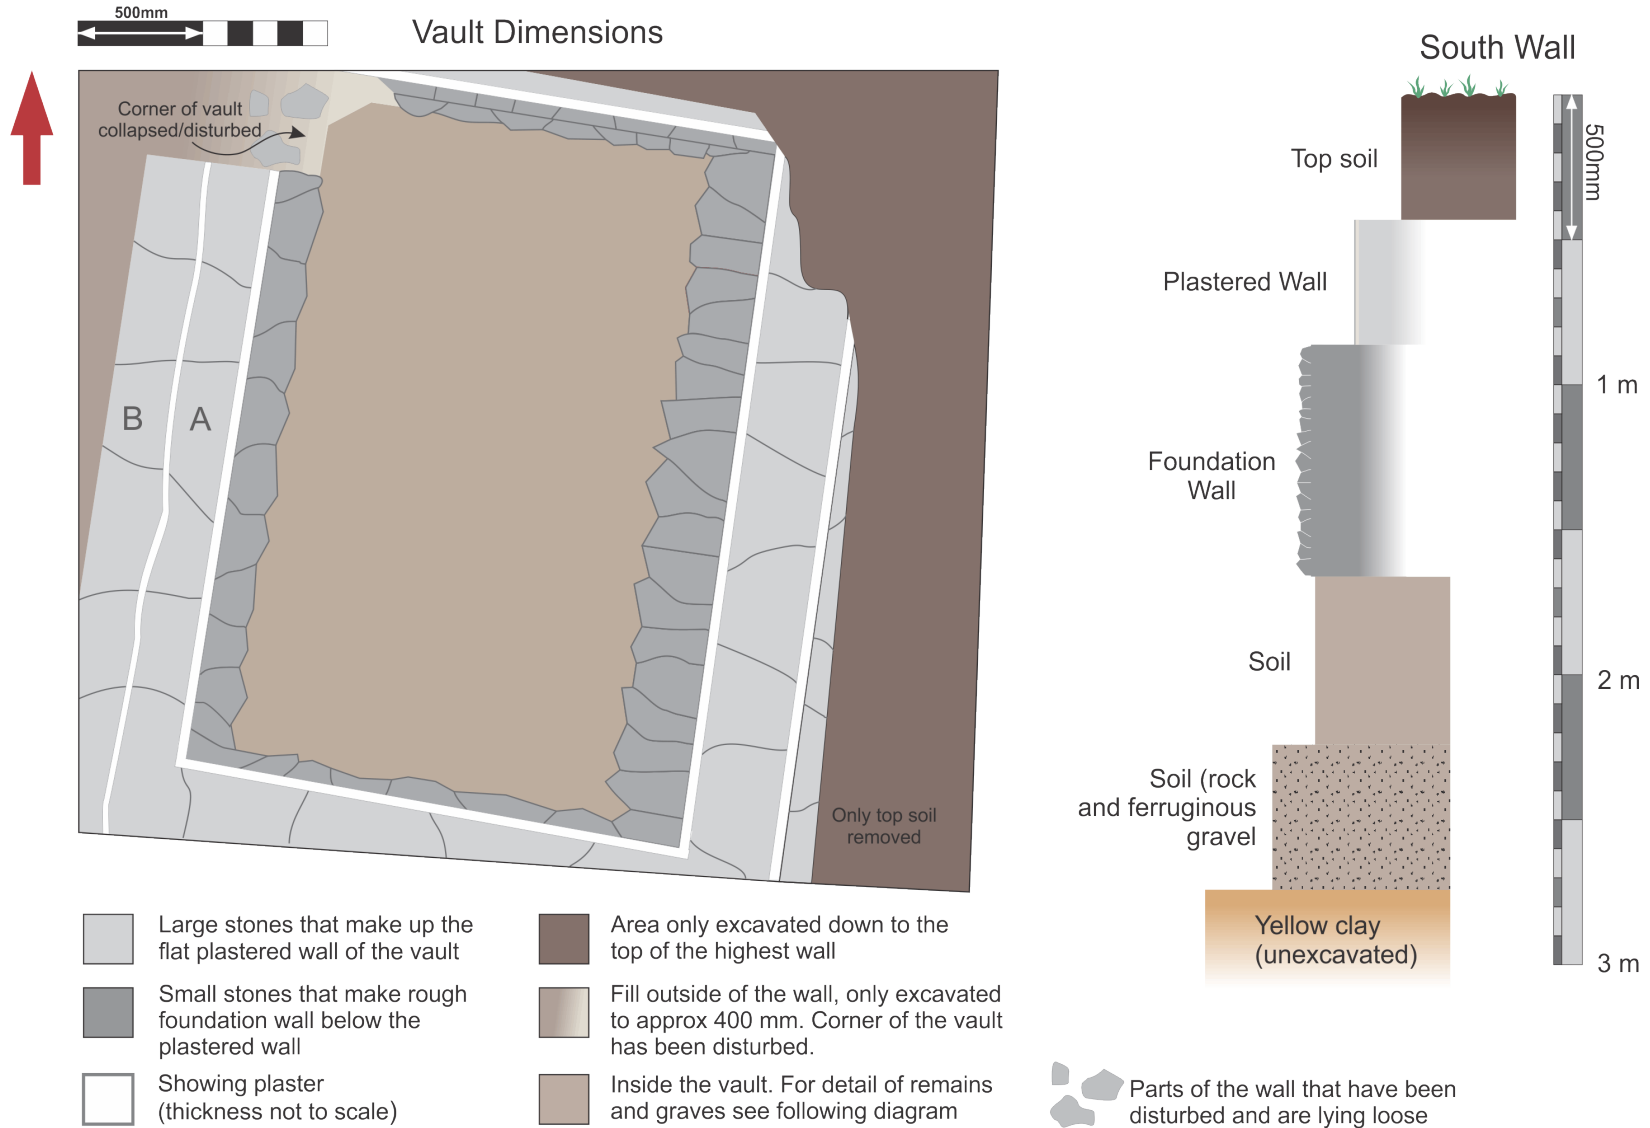 500mm
Vault Dimensions
South Wall
Corner of vault
collapsed/disturbed
B
A
Only top soil
removed
Top soil
Plastered Wall
Foundation
Wall
Soil
Soil (rock
and ferruginous
gravel
Yellow clay
(unexcavated)
500mm
1 m
2 m
3 m
Large stones that make up the
flat plastered wall of the vault
Small stones that make rough
foundation wall below the
plastered wall
Showing plaster
(thickness not to scale)
Area only excavated down to the
top of the highest wall
Fill outside of the wall, only excavated
to approx 400 mm. Corner of the vault
has been disturbed.
Inside the vault. For detail of remains
and graves see following diagram
Parts of the wall that have been
disturbed and are lying loose